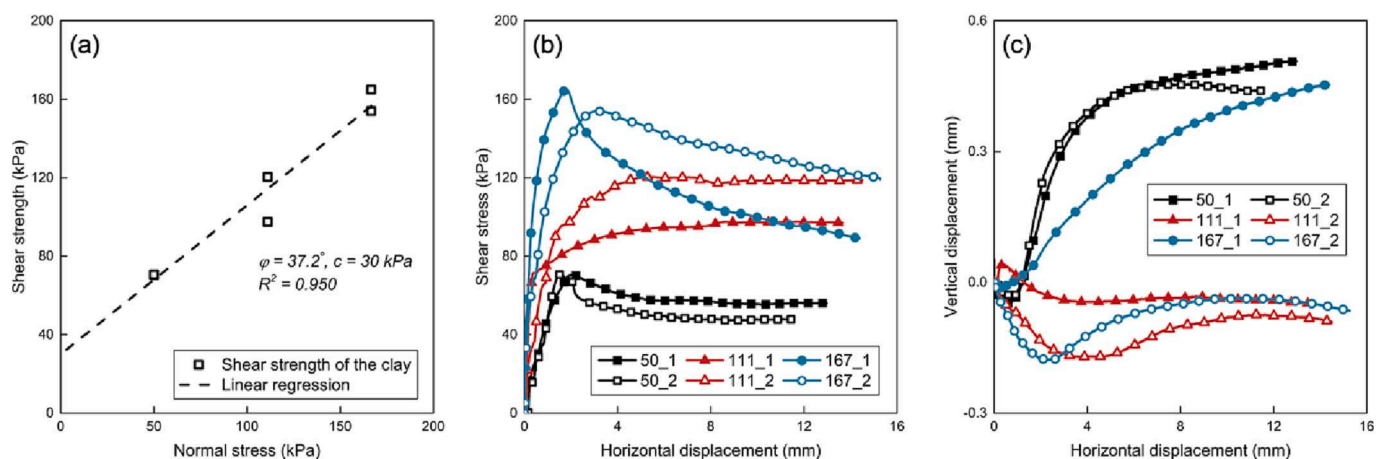 (a)
200
160
120
80
40
0
Shear strength (kPa)
φ = 37.2°, c = 30 kPa
R² = 0.950
Shear strength of the clay
Linear regression
0 50 100 150 200
Normal stress (kPa)
(b)
200
160
120
80
40
0
Shear stress (kPa)
50_1 111_1 167_1
50_2 111_2 167_2
0 4 8 12 16
Horizontal displacement (mm)
(c)
0.6
0.3
0.0
-0.3
Vertical displacement (mm)
50_1 50_2
111_1 111_2
167_1 167_2
0 4 8 12 16
Horizontal displacement (mm)